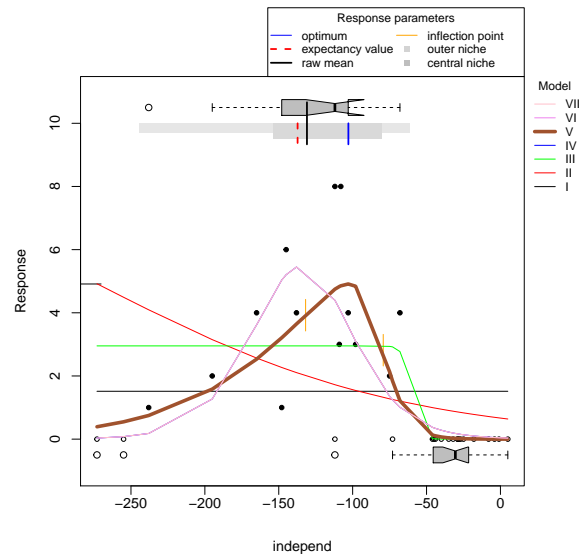 Response parameters
optimum
expectancy value
raw mean
inflection point
outer niche
central niche
Model
VII
VI
V
IV
III
II
I
Response
10
8
6
4
2
0
−250 −200 −150 −100 −50 0
independ